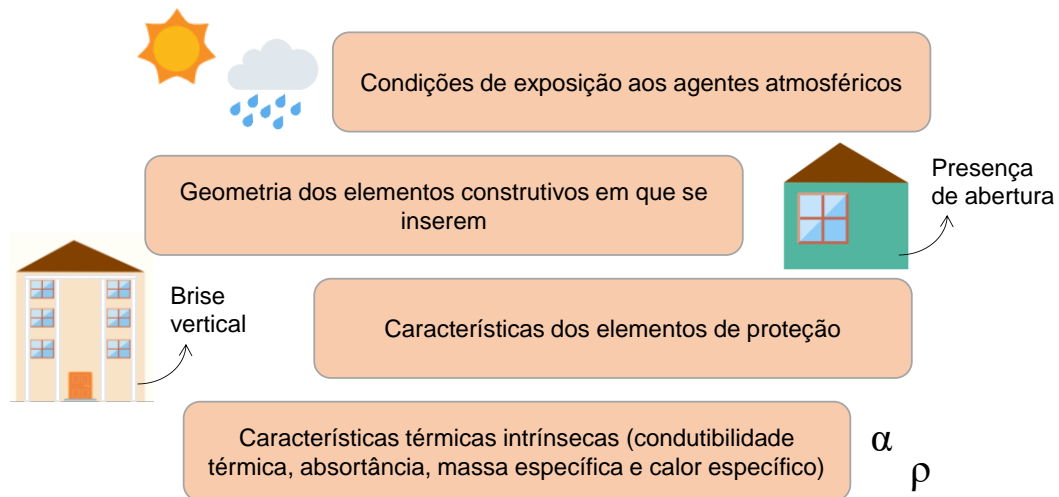 Condições de exposição aos agentes atmosféricos
Geometria dos elementos construtivos em que se
inserem
Presença
de abertura
Brise
vertical
Características dos elementos de proteção
Características térmicas intrínsecas (condutibilidade
térmica, absortância, massa específica e calor específico)
α
ρ